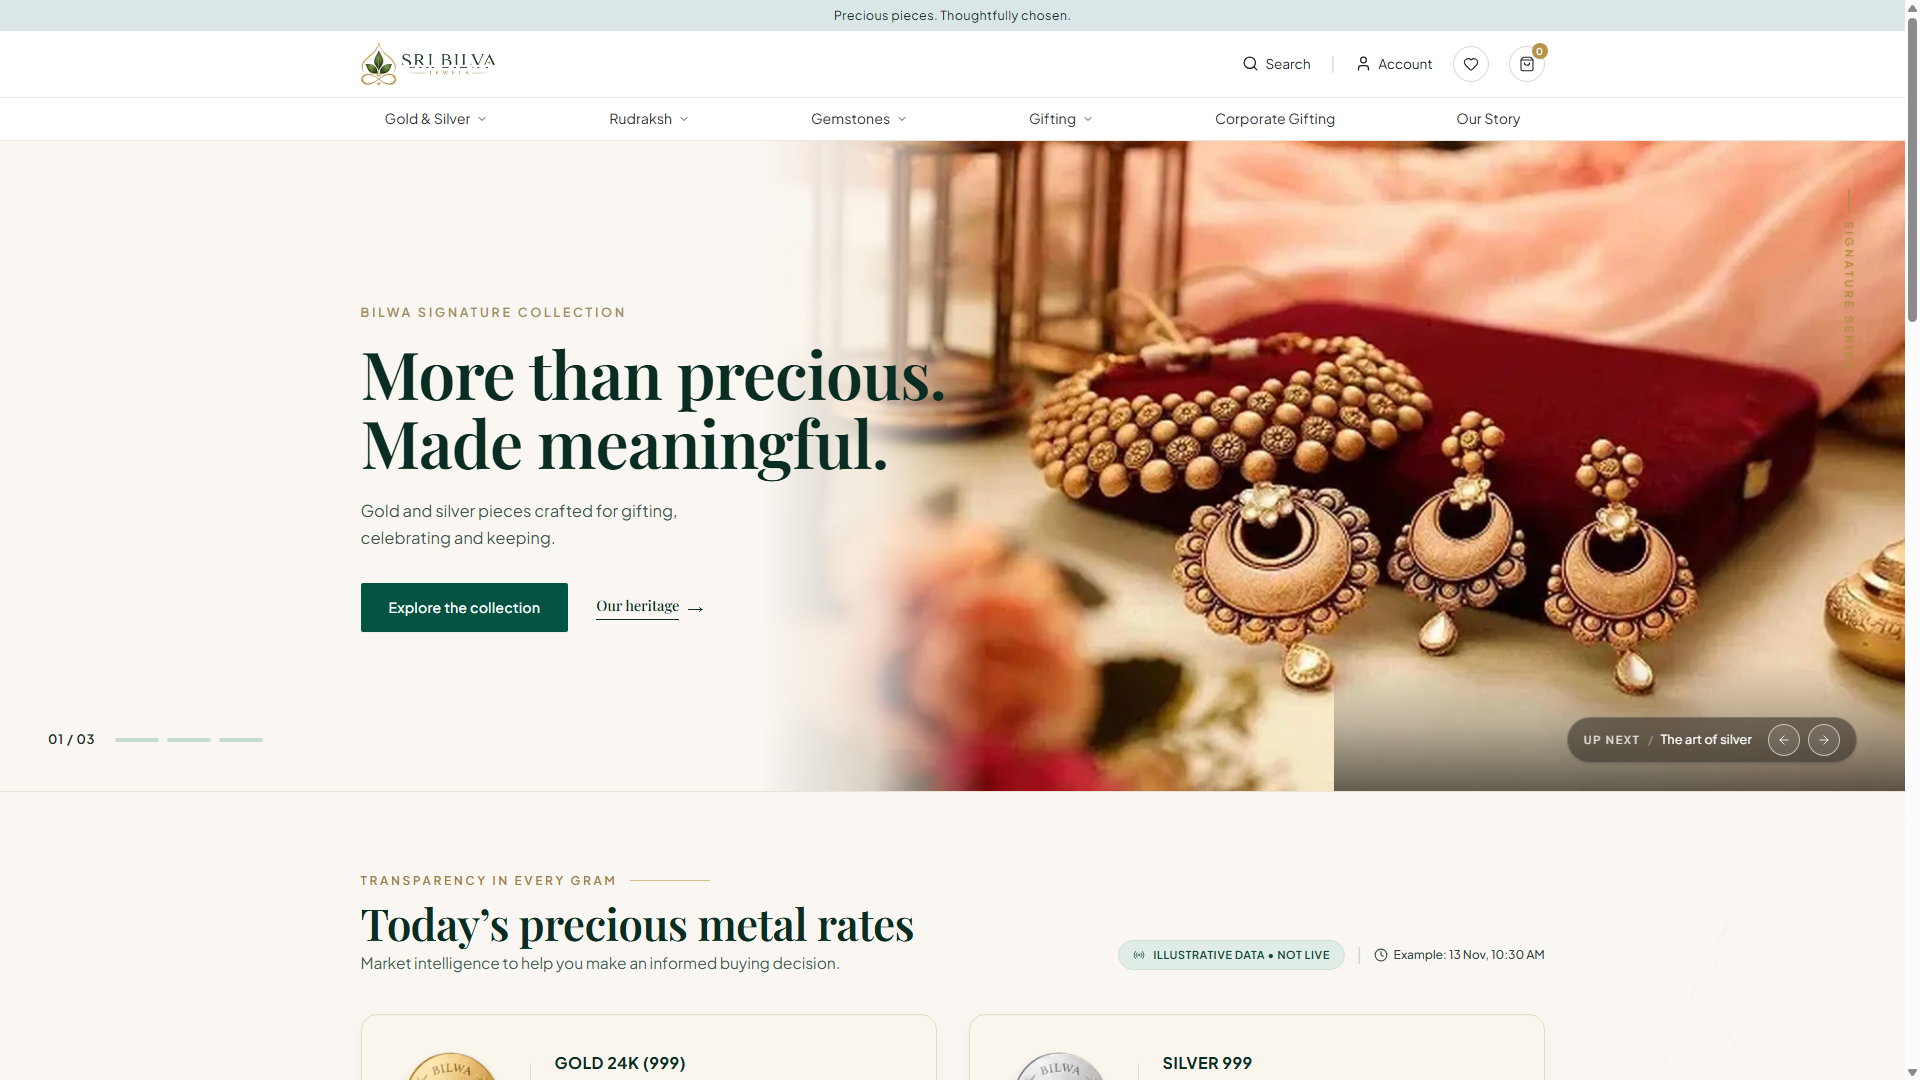 Precious pieces. Thoughtfully chosen.
SRI BILVA
JEWELS
Search
Account
0
Gold & Silver
Rudraksh
Gemstones
Gifting
Corporate Gifting
Our Story
SIGNATURE
BILWA SIGNATURE COLLECTION
More than precious.
Made meaningful.
Gold and silver pieces crafted for gifting,
celebrating and keeping.
Explore the collection
Our heritage →
01 / 03
UP NEXT / The art of silver
TRANSPARENCY IN EVERY GRAM
Today’s precious metal rates
Market intelligence to help you make an informed buying decision.
ILLUSTRATIVE DATA • NOT LIVE
Example: 13 Nov, 10:30 AM
BILWA
GOLD 24K (999)
BILWA
SILVER 999